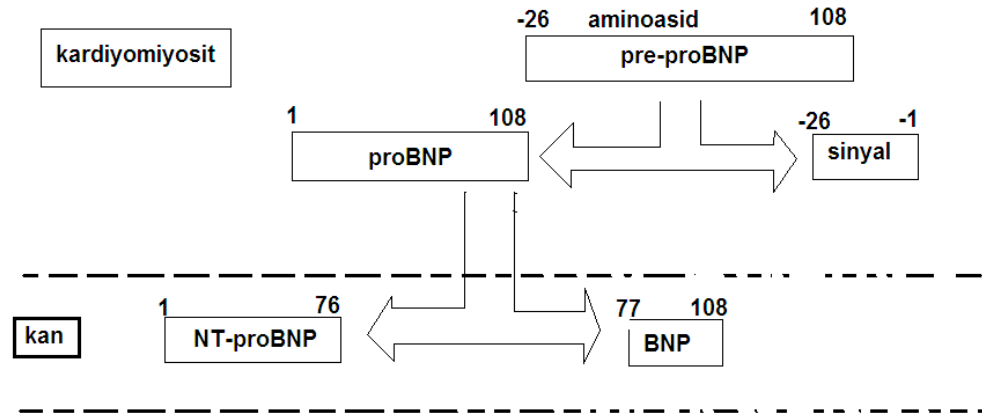 -26 aminoasid 108
kardiyomiyosit
pre-proBNP
1 108
-26 -1
proBNP
sinyal
1 76
77 108
kan
NT-proBNP
BNP